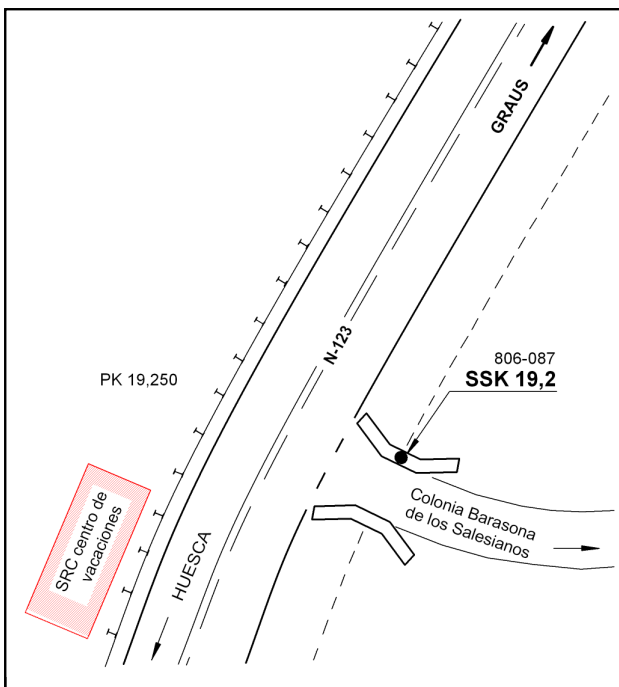 GRAUS
N-123
806-087
SSK 19,2
PK 19,250
Colonia Barasona
de los Salesianos
SRC centro de
vacaciones
HUESCA